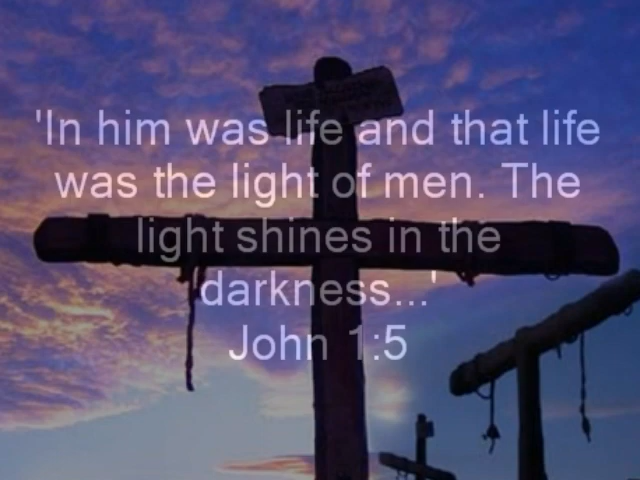 'In him was life and that life
was the light of men. The
light shines in the
darkness...'
John 1:5